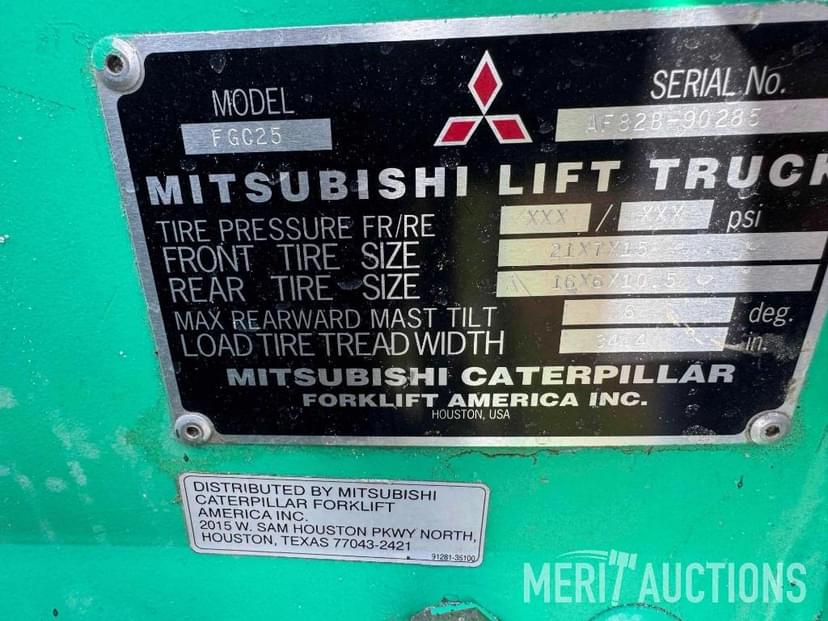 MODEL
FGC25
SERIAL No.
AF82B-90285
MITSUBISHI LIFT TRUCK
TIRE PRESSURE FR/RE XXX / XXX psi
FRONT TIRE SIZE 21X7X15
REAR TIRE SIZE 16X6X10.5
MAX REARWARD MAST TILT 6 deg.
LOAD TIRE TREAD WIDTH 34.4 in.
MITSUBISHI CATERPILLAR
FORKLIFT AMERICA INC.
HOUSTON, USA
DISTRIBUTED BY MITSUBISHI
CATERPILLAR FORKLIFT
AMERICA INC.
2015 W. SAM HOUSTON PKWY NORTH,
HOUSTON, TEXAS 77043-2421
91281-35100
MERIT AUCTIONS